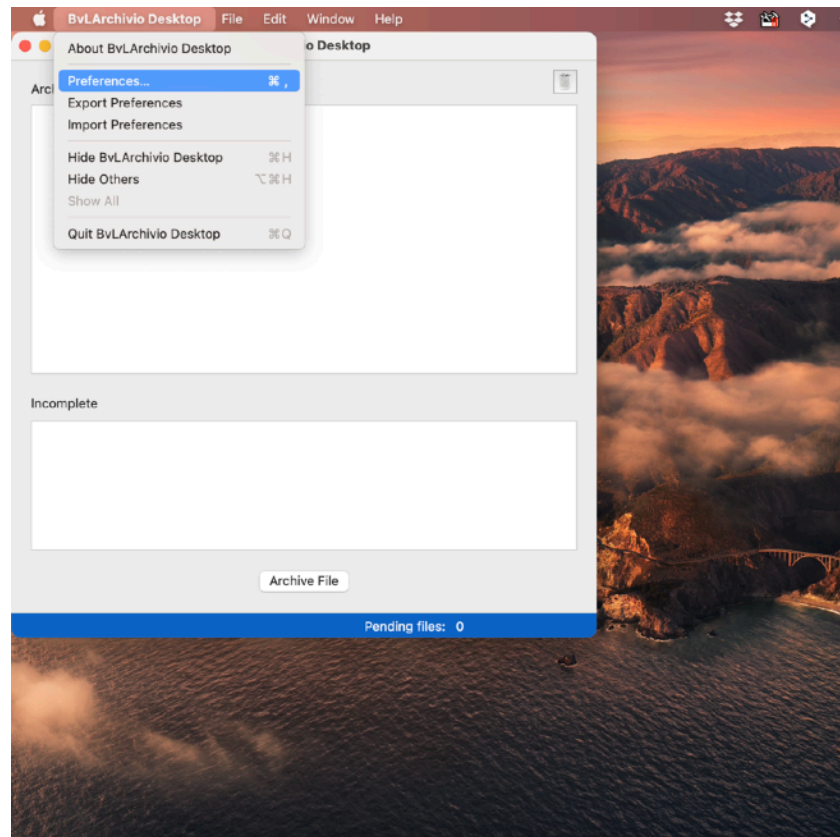 BvLArchivio Desktop File Edit Window Help
About BvLArchivio Desktop
io Desktop
Preferences... ⌘ ,
Arc
Export Preferences
Import Preferences
Hide BvLArchivio Desktop ⌘ H
Hide Others ⌥ ⌘ H
Show All
Quit BvLArchivio Desktop ⌘ Q
Incomplete
Archive File
Pending files: 0